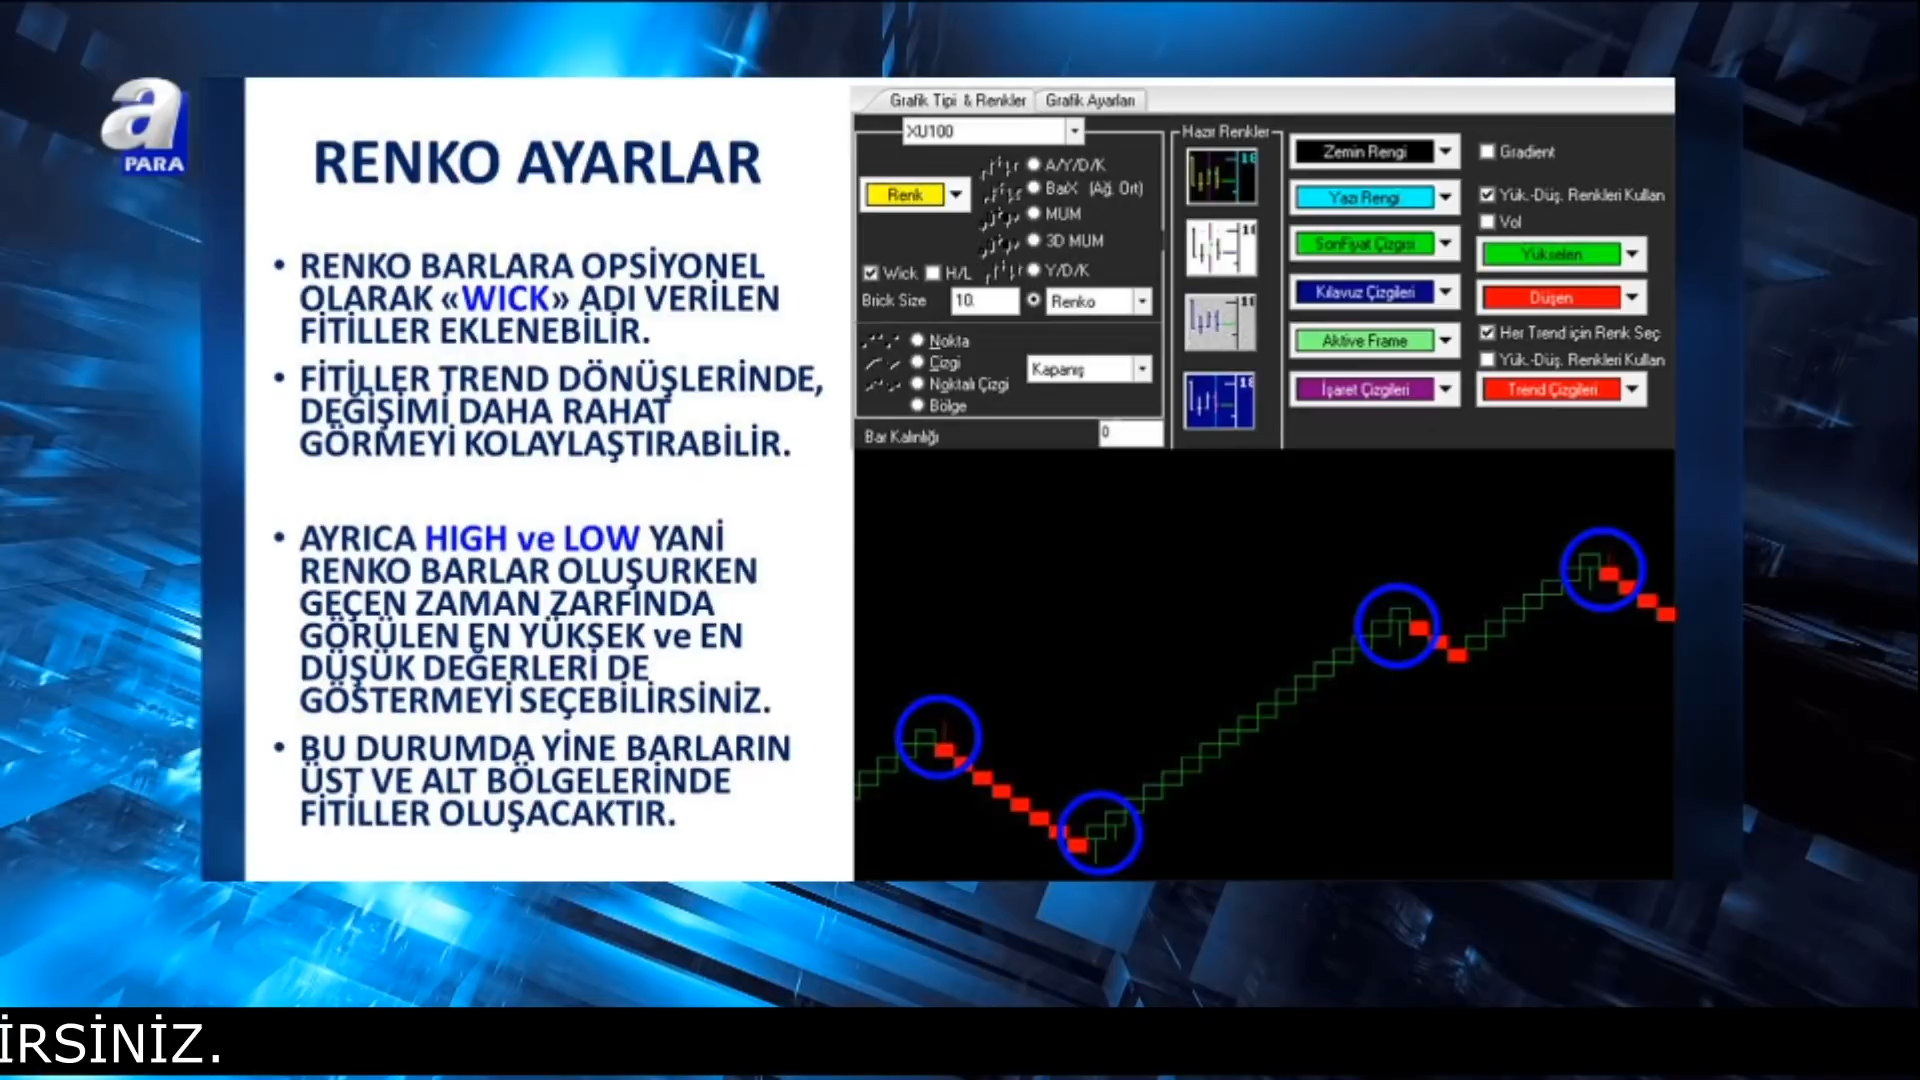 a
PARA
RENKO AYARLAR
• RENKO BARLARA OPSİYONEL
OLARAK «WICK» ADI VERİLEN
FİTİLLER EKLENEBİLİR.
• FİTİLLER TREND DÖNÜŞLERİNDE,
DEĞİŞİMİ DAHA RAHAT
GÖRMEYİ KOLAYLAŞTIRABİLİR.
• AYRICA HIGH ve LOW YANİ
RENKO BARLAR OLUŞURKEN
GEÇEN ZAMAN ZARFINDA
GÖRÜLEN EN YÜKSEK ve EN
DÜŞÜK DEĞERLERİ DE
GÖSTERMEYİ SEÇEBİLİRSİNİZ.
• BU DURUMDA YİNE BARLARIN
ÜST VE ALT BÖLGELERİNDE
FİTİLLER OLUŞACAKTIR.
Grafik Tipi & Renkler Grafik Ayarları
XU100
Renk
A/Y/D/K
BarX (Ağ. Ort)
MUM
3D MUM
Wick H/L Y/D/K
Brick Size 10. Renko
Nokta
Çizgi
Noktalı Çizgi
Bölge
Kapanış
Bar Kalınlığı 0
Hazır Renkler
Zemin Rengi
Yazı Rengi
SonFiyat Çizgisi
Kılavuz Çizgileri
Aktive Frame
İşaret Çizgileri
Gradient
Yük.-Düş. Renkleri Kullan
Vol
Yükselen
Düşen
Her Trend için Renk Seç
Yük.-Düş. Renkleri Kullan
Trend Çizgileri
İRSİNİZ.